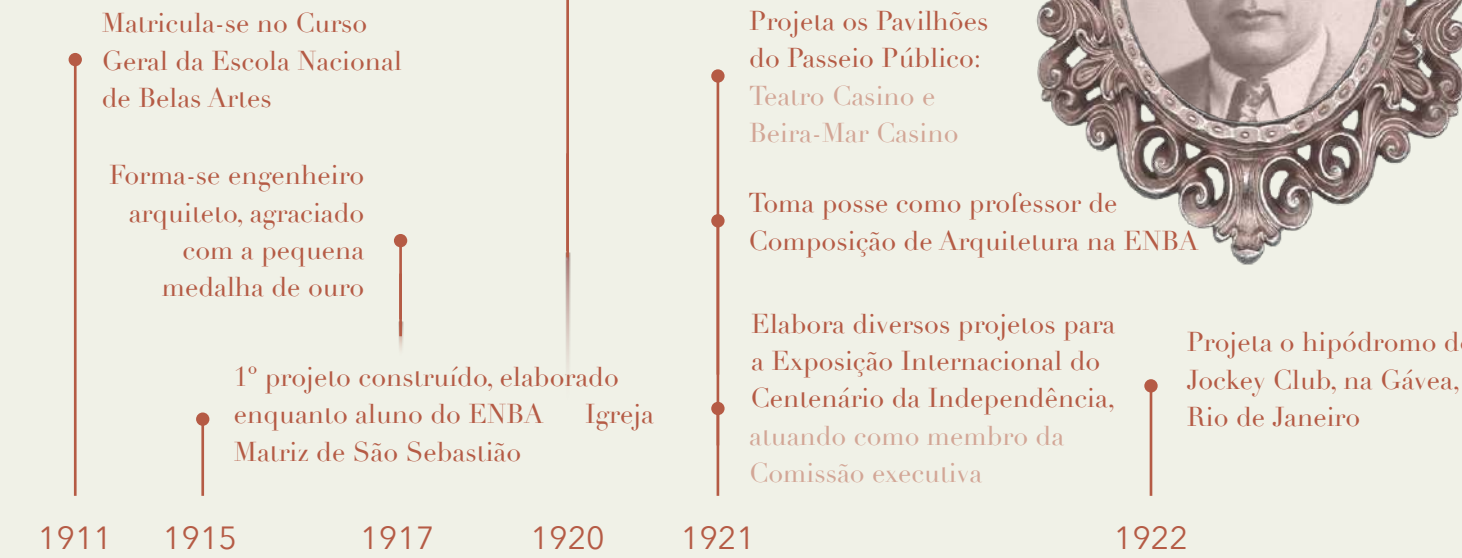 Matricula-se no Curso
Geral da Escola Nacional
de Belas Artes
Forma-se engenheiro
arquiteto, agraciado
com a pequena
medalha de ouro
1º projeto construído, elaborado
enquanto aluno do ENBA Igreja
Matriz de São Sebastião
Projeta os Pavilhões
do Passeio Público:
Teatro Casino e
Beira-Mar Casino
Toma posse como professor de
Composição de Arquitetura na ENBA
Elabora diversos projetos para
a Exposição Internacional do
Centenário da Independência,
atuando como membro da
Comissão executiva
Projeta o hipódromo
Jockey Club, na Gávea,
Rio de Janeiro
1911 1915 1917 1920 1921 1922